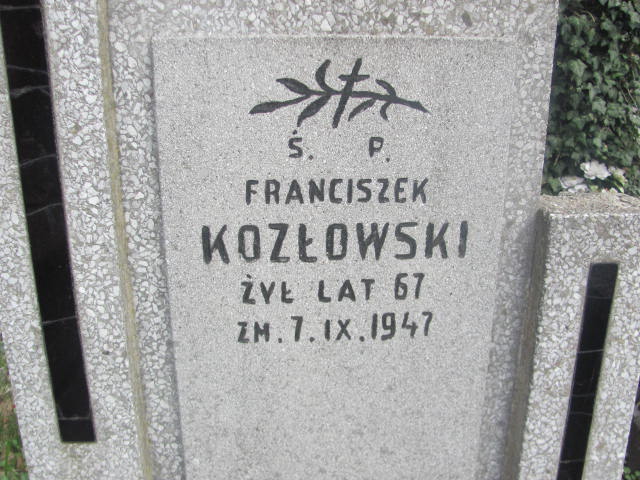 Ś. P.
FRANCISZEK
KOZŁOWSKI
ŻYŁ LAT 67
ZM. 7. IX. 1947